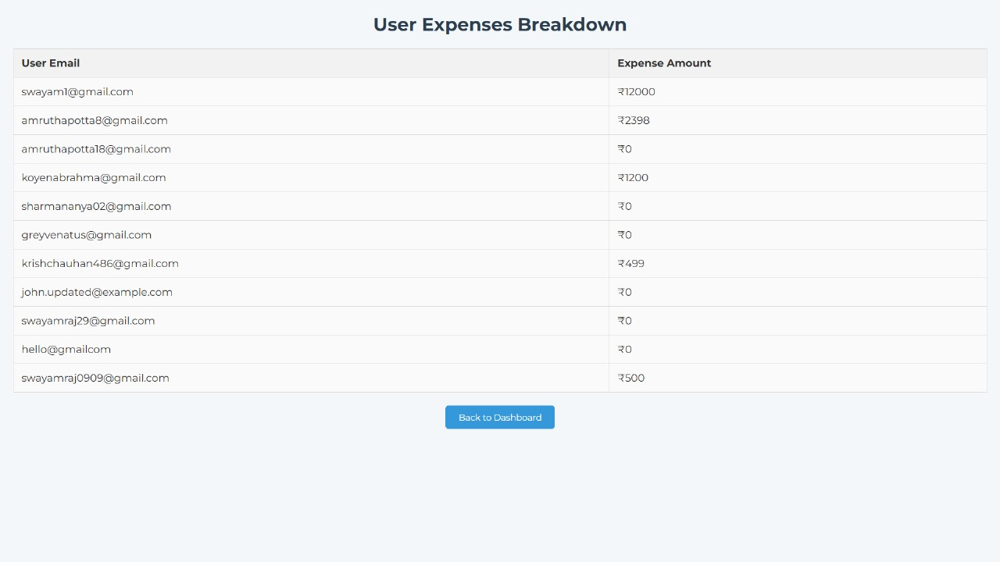 User Expenses Breakdown
User Email Expense Amount
swayam1@gmail.com ₹12000
amruthapotta8@gmail.com ₹2398
amruthapotta18@gmail.com ₹0
koyenabrahma@gmail.com ₹1200
sharmananya02@gmail.com ₹0
greyvenatus@gmail.com ₹0
krishchauhan486@gmail.com ₹499
john.updated@example.com ₹0
swayamraj29@gmail.com ₹0
hello@gmailcom ₹0
swayamraj0909@gmail.com ₹500
Back to Dashboard